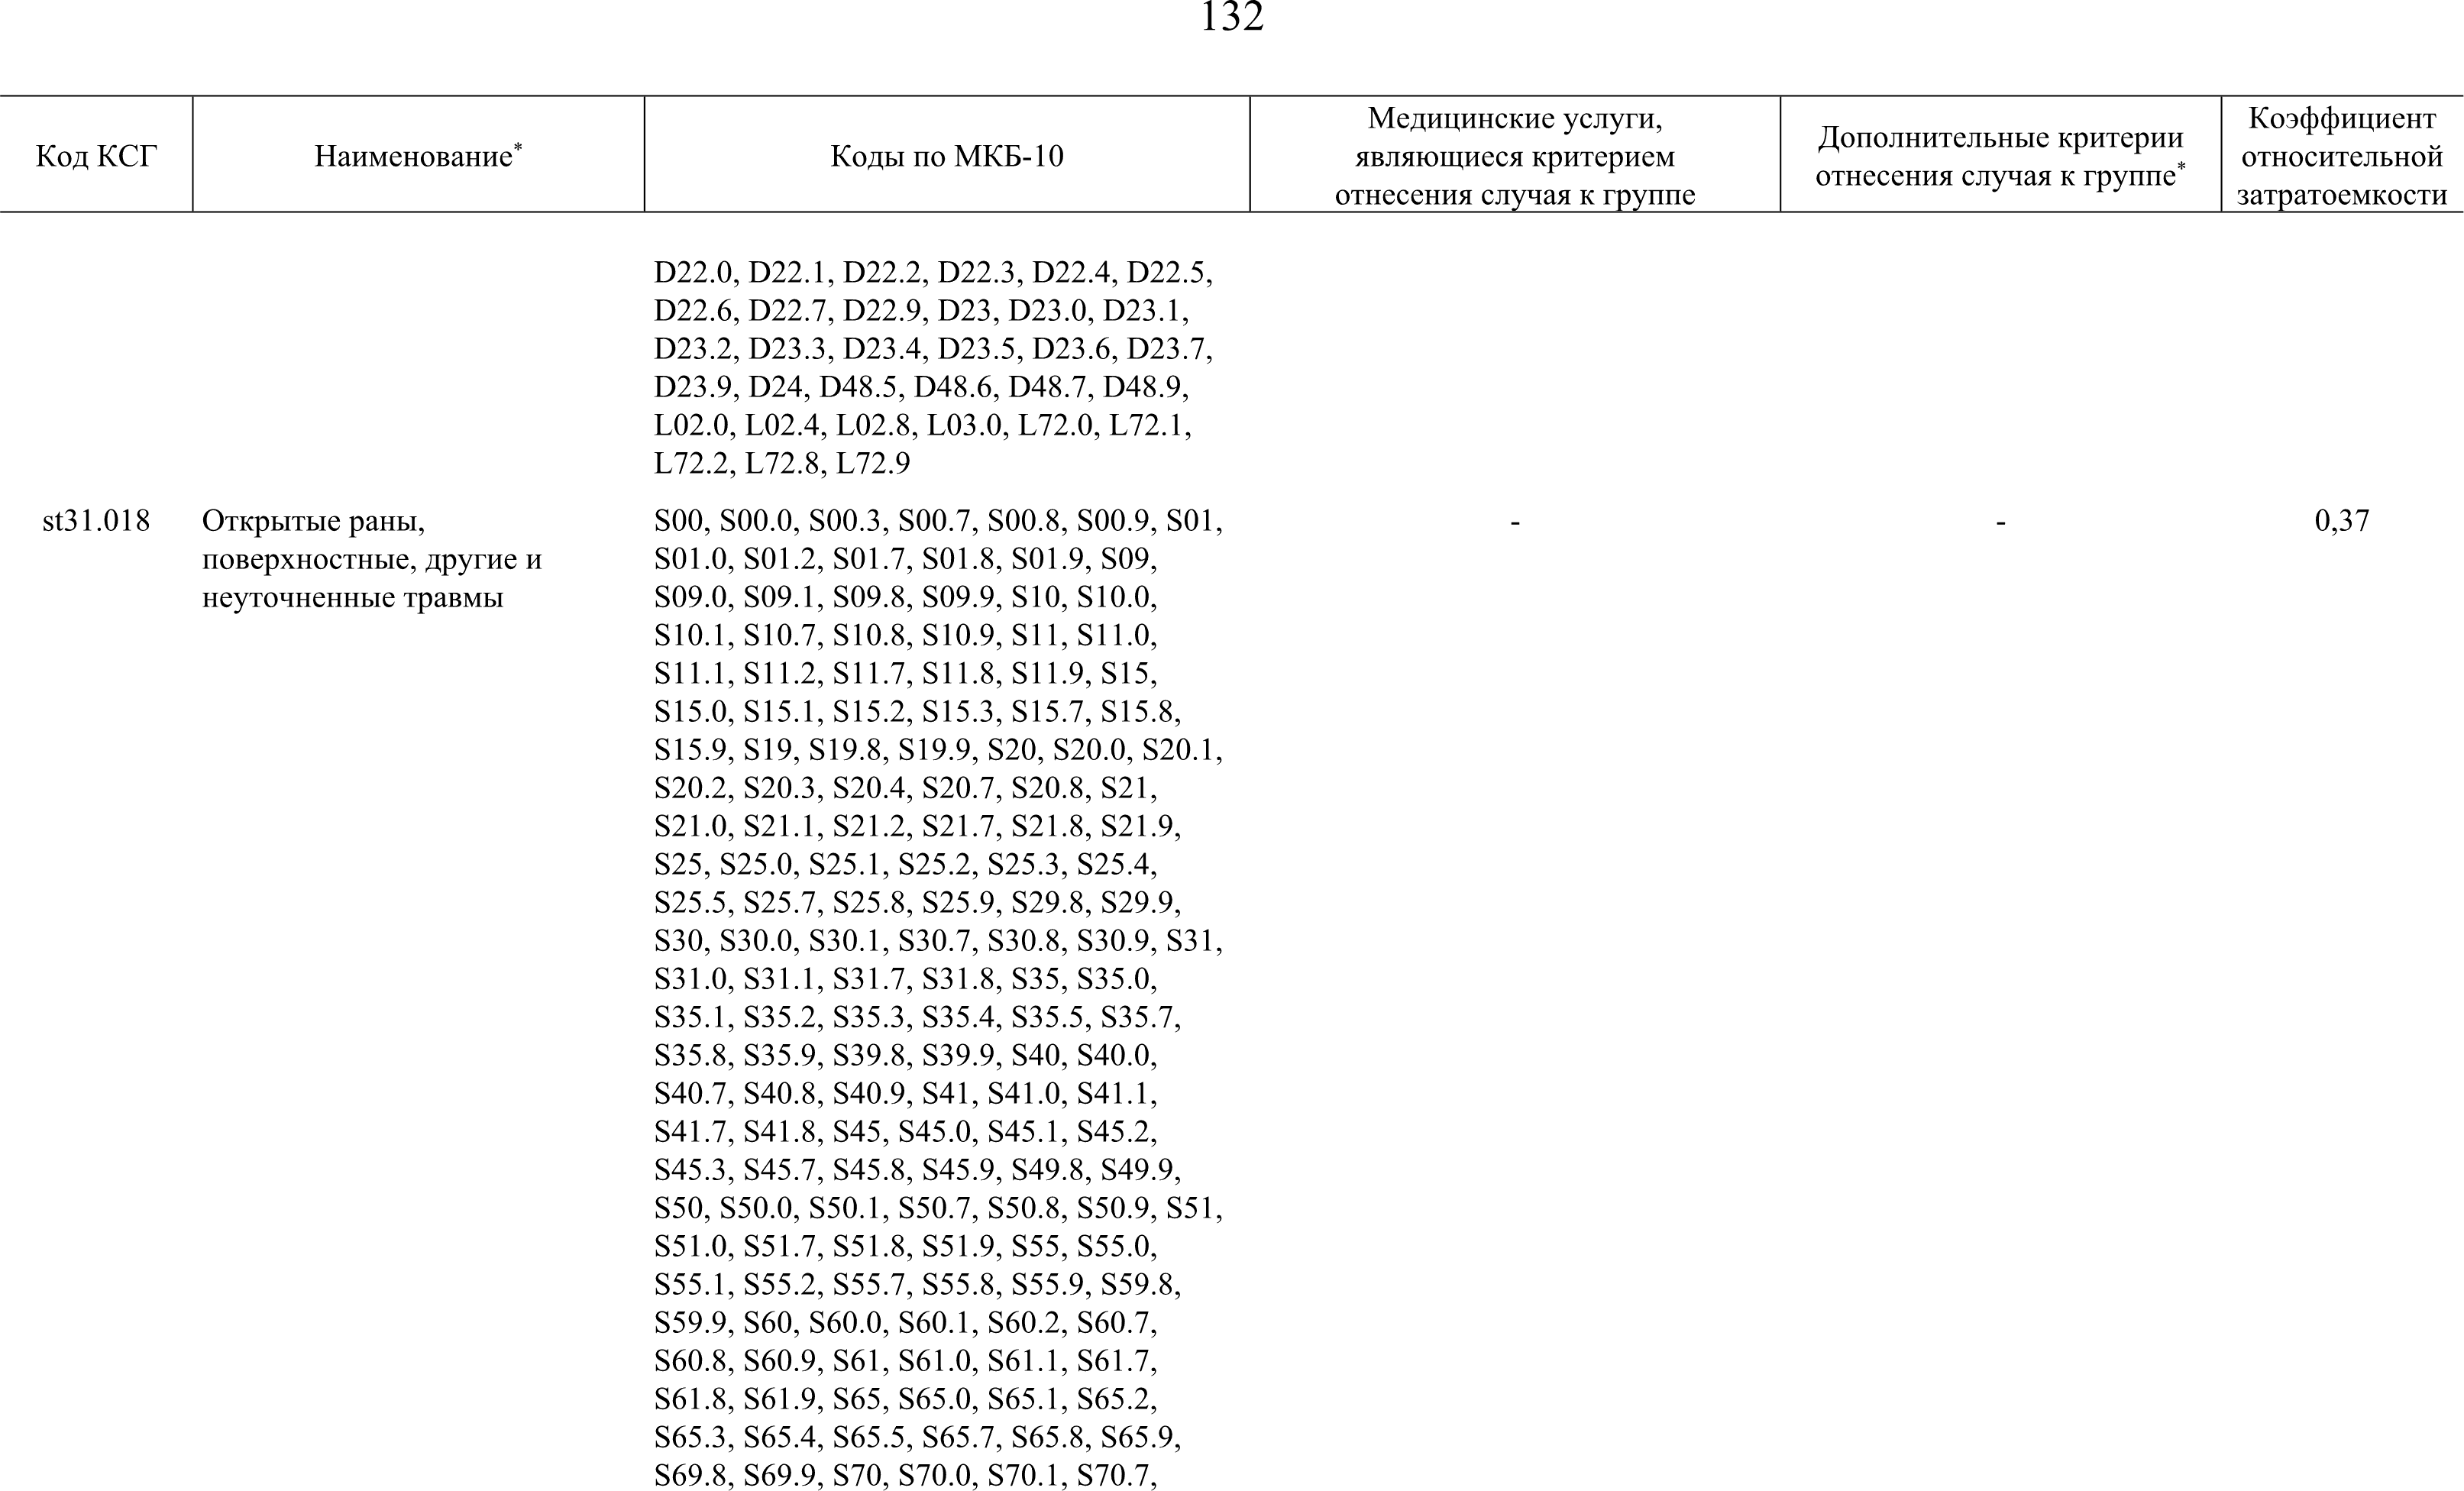 132
Код КСГ
Наименование*
Коды по МКБ-10
Медицинские услуги,
являющиеся критерием
отнесения случая к группе
Дополнительные критерии
отнесения случая к группе*
Коэффициент
относительной
затратоемкости
D22.0, D22.1, D22.2, D22.3, D22.4, D22.5,
D22.6, D22.7, D22.9, D23, D23.0, D23.1,
D23.2, D23.3, D23.4, D23.5, D23.6, D23.7,
D23.9, D24, D48.5, D48.6, D48.7, D48.9,
L02.0, L02.4, L02.8, L03.0, L72.0, L72.1,
L72.2, L72.8, L72.9
st31.018
Открытые раны,
поверхностные, другие и
неуточненные травмы
S00, S00.0, S00.3, S00.7, S00.8, S00.9, S01,
S01.0, S01.2, S01.7, S01.8, S01.9, S09,
S09.0, S09.1, S09.8, S09.9, S10, S10.0,
S10.1, S10.7, S10.8, S10.9, S11, S11.0,
S11.1, S11.2, S11.7, S11.8, S11.9, S15,
S15.0, S15.1, S15.2, S15.3, S15.7, S15.8,
S15.9, S19, S19.8, S19.9, S20, S20.0, S20.1,
S20.2, S20.3, S20.4, S20.7, S20.8, S21,
S21.0, S21.1, S21.2, S21.7, S21.8, S21.9,
S25, S25.0, S25.1, S25.2, S25.3, S25.4,
S25.5, S25.7, S25.8, S25.9, S29.8, S29.9,
S30, S30.0, S30.1, S30.7, S30.8, S30.9, S31,
S31.0, S31.1, S31.7, S31.8, S35, S35.0,
S35.1, S35.2, S35.3, S35.4, S35.5, S35.7,
S35.8, S35.9, S39.8, S39.9, S40, S40.0,
S40.7, S40.8, S40.9, S41, S41.0, S41.1,
S41.7, S41.8, S45, S45.0, S45.1, S45.2,
S45.3, S45.7, S45.8, S45.9, S49.8, S49.9,
S50, S50.0, S50.1, S50.7, S50.8, S50.9, S51,
S51.0, S51.7, S51.8, S51.9, S55, S55.0,
S55.1, S55.2, S55.7, S55.8, S55.9, S59.8,
S59.9, S60, S60.0, S60.1, S60.2, S60.7,
S60.8, S60.9, S61, S61.0, S61.1, S61.7,
S61.8, S61.9, S65, S65.0, S65.1, S65.2,
S65.3, S65.4, S65.5, S65.7, S65.8, S65.9,
S69.8, S69.9, S70, S70.0, S70.1, S70.7,
-
-
0,37